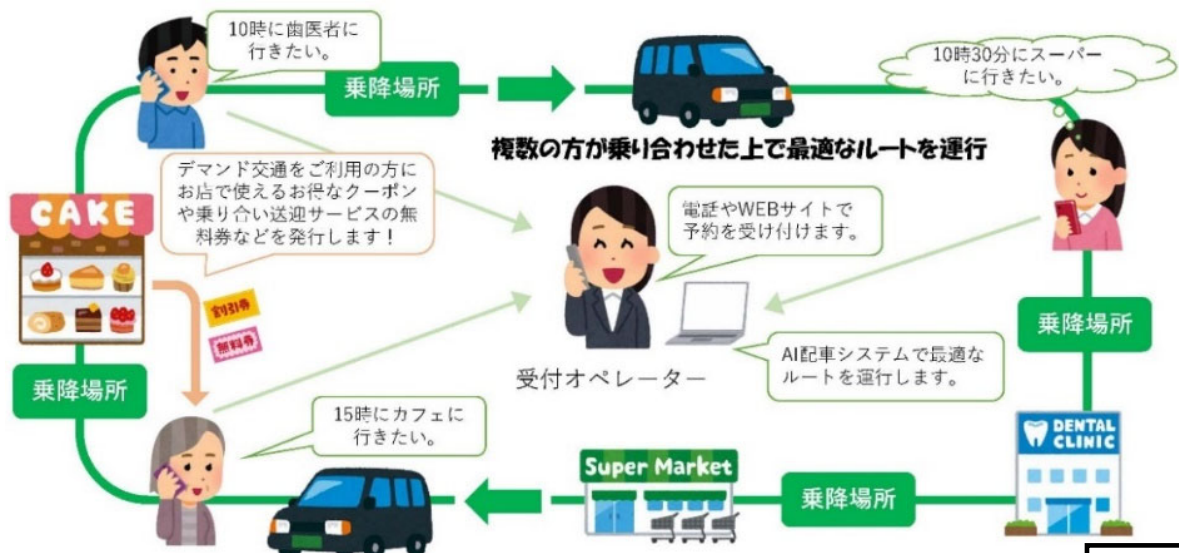 10時に歯医者に
行きたい。
乗降場所
10時30分にスーパー
に行きたい。
複数の方が乗り合わせた上で最適なルートを運行
デマンド交通をご利用の方に
お店で使えるお得なクーポン
や乗り合い送迎サービスの無
料券などを発行します！
電話やWEBサイトで
予約を受け付けます。
CAKE
割引券
無料券
乗降場所
AI配車システムで最適な
ルートを運行します。
受付オペレーター
乗降場所
15時にカフェに
行きたい。
Super Market
乗降場所
DENTAL
CLINIC